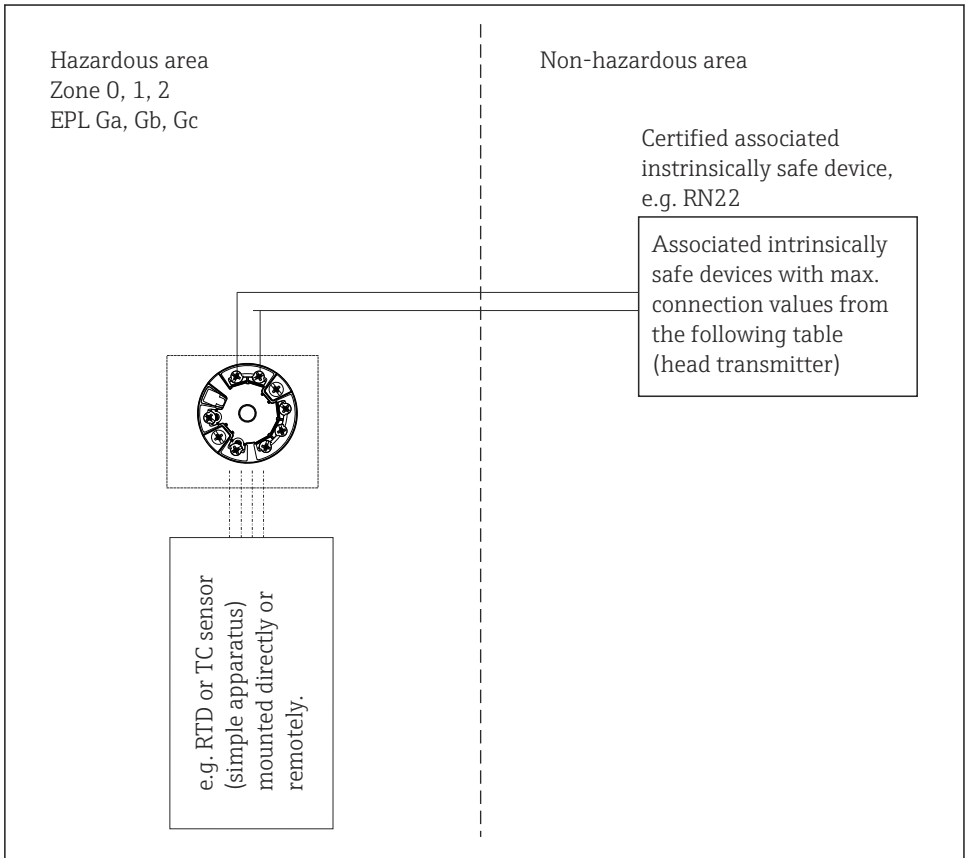 Hazardous area
Zone 0, 1, 2
EPL Ga, Gb, Gc
Non-hazardous area
Certified associated
instrinsically safe device,
e.g. RN22
Associated intrinsically
safe devices with max.
connection values from
the following table
(head transmitter)
e.g. RTD or TC sensor
(simple apparatus)
mounted directly or
remotely.